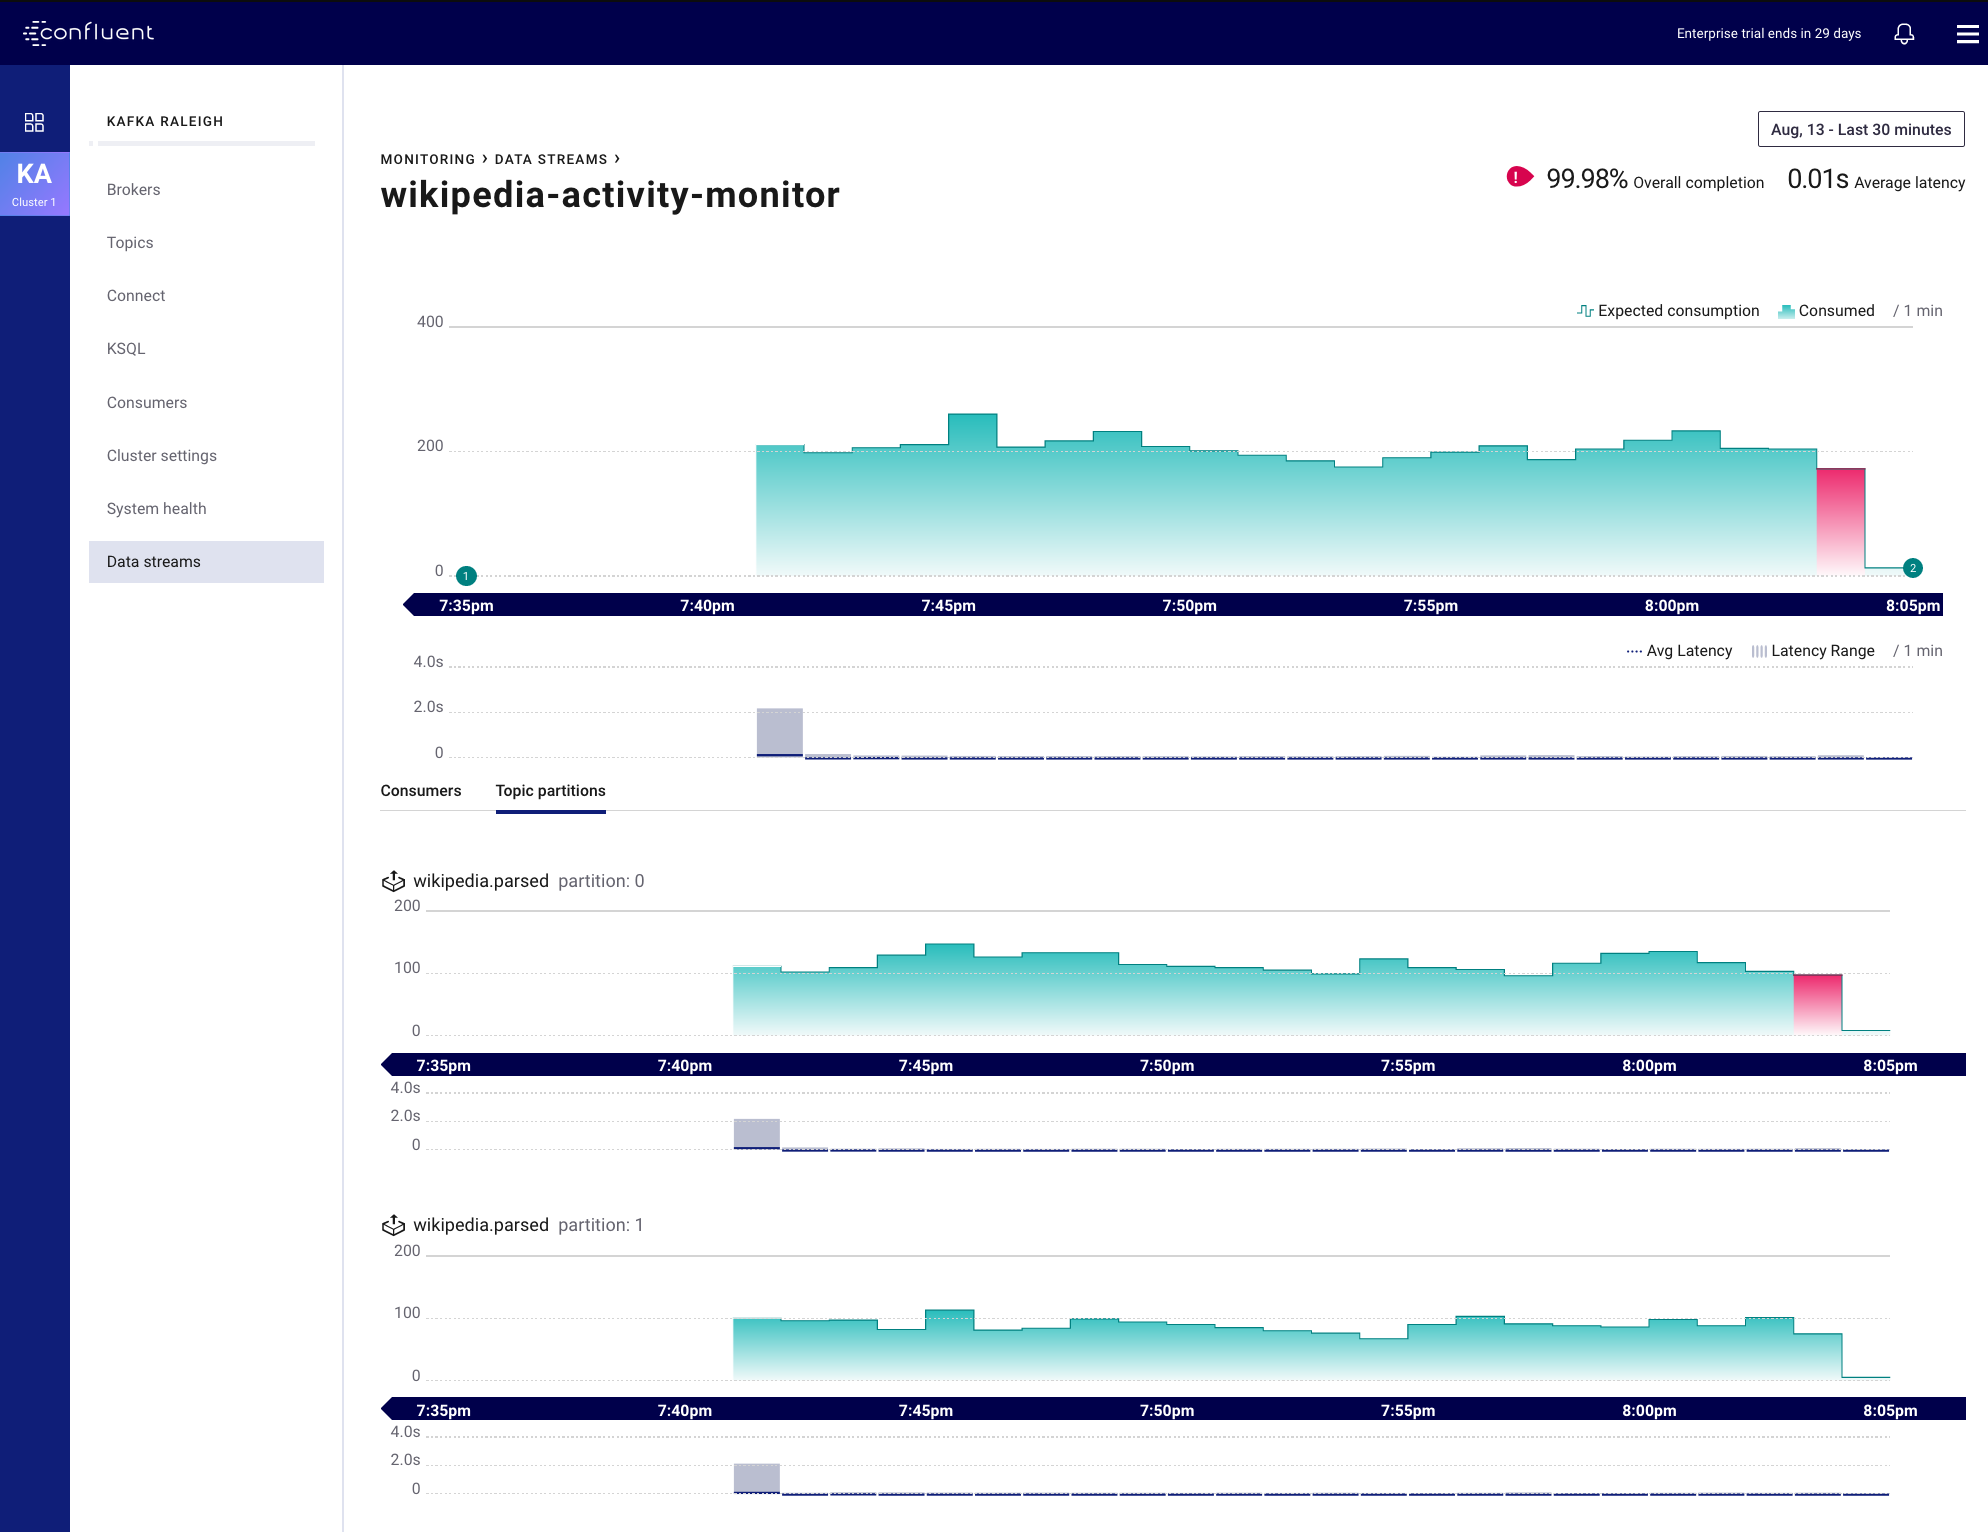 confluent
Enterprise trial ends in 29 days
KA
Cluster 1
KAFKA RALEIGH
Brokers
Topics
Connect
KSQL
Consumers
Cluster settings
System health
Data streams
Aug, 13 - Last 30 minutes
MONITORING › DATA STREAMS ›
wikipedia-activity-monitor
! 99.98% Overall completion 0.01s Average latency
Expected consumption Consumed / 1 min
400
200
0
1
2
7:35pm 7:40pm 7:45pm 7:50pm 7:55pm 8:00pm 8:05pm
Avg Latency Latency Range / 1 min
4.0s
2.0s
0
Consumers Topic partitions
wikipedia.parsed partition: 0
200
100
0
7:35pm 7:40pm 7:45pm 7:50pm 7:55pm 8:00pm 8:05pm
4.0s
2.0s
0
wikipedia.parsed partition: 1
200
100
0
7:35pm 7:40pm 7:45pm 7:50pm 7:55pm 8:00pm 8:05pm
4.0s
2.0s
0